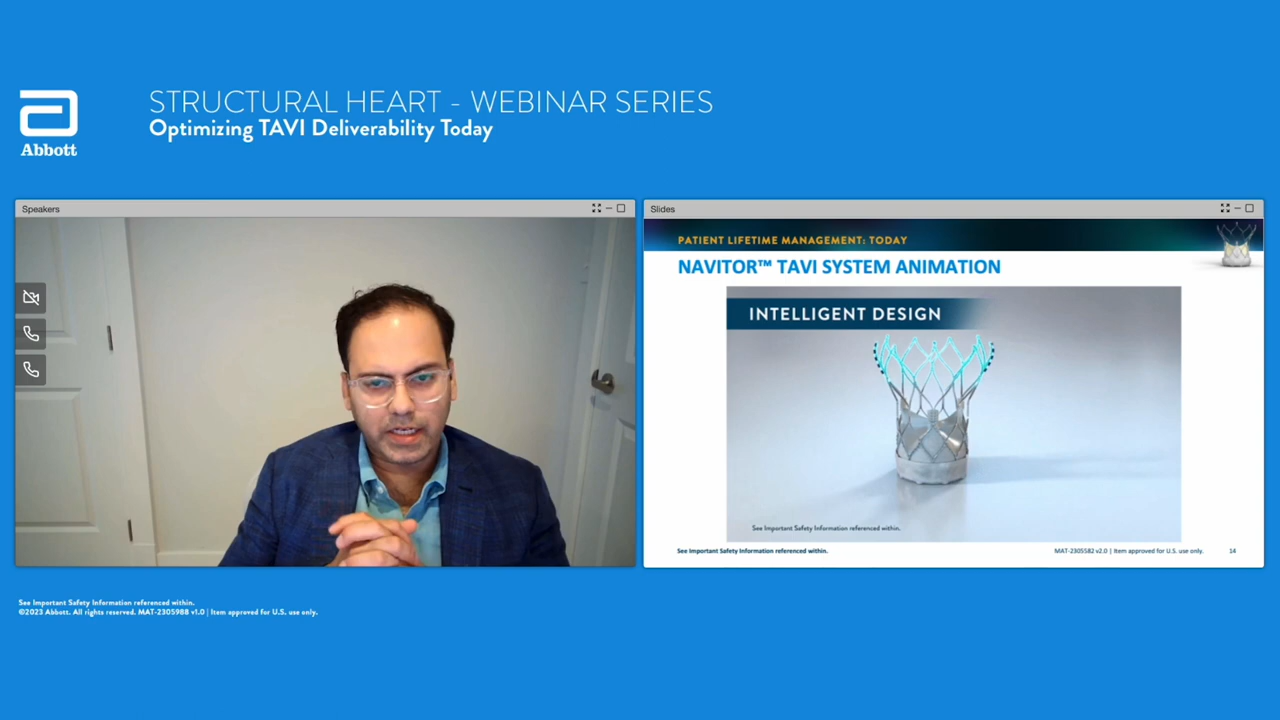 Abbott
STRUCTURAL HEART - WEBINAR SERIES
Optimizing TAVI Deliverability Today
Speakers
Slides
PATIENT LIFETIME MANAGEMENT: TODAY
NAVITOR™ TAVI SYSTEM ANIMATION
INTELLIGENT DESIGN
See Important Safety Information referenced within.
See Important Safety Information referenced within.
MAT-2305582 v2.0 | Item approved for U.S. use only.
14
See Important Safety Information referenced within.
©2023 Abbott. All rights reserved. MAT-2305988 v1.0 | Item approved for U.S. use only.